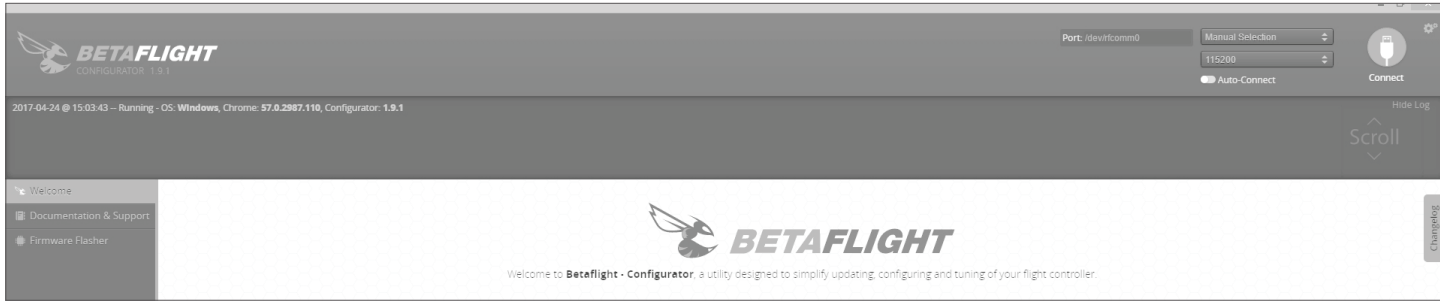 BETAFLIGHT
CONFIGURATOR 1.9.1
Port: /dev/rfcomm0
Manual Selection
115200
Auto-Connect
Connect
2017-04-24 @ 15:03:43 -- Running - OS: Windows, Chrome: 57.0.2987.110, Configurator: 1.9.1
Hide Log
Scroll
Welcome
Documentation & Support
Firmware Flasher
BETAFLIGHT
Welcome to Betaflight - Configurator, a utility designed to simplify updating, configuring and tuning of your flight controller.
Changelog